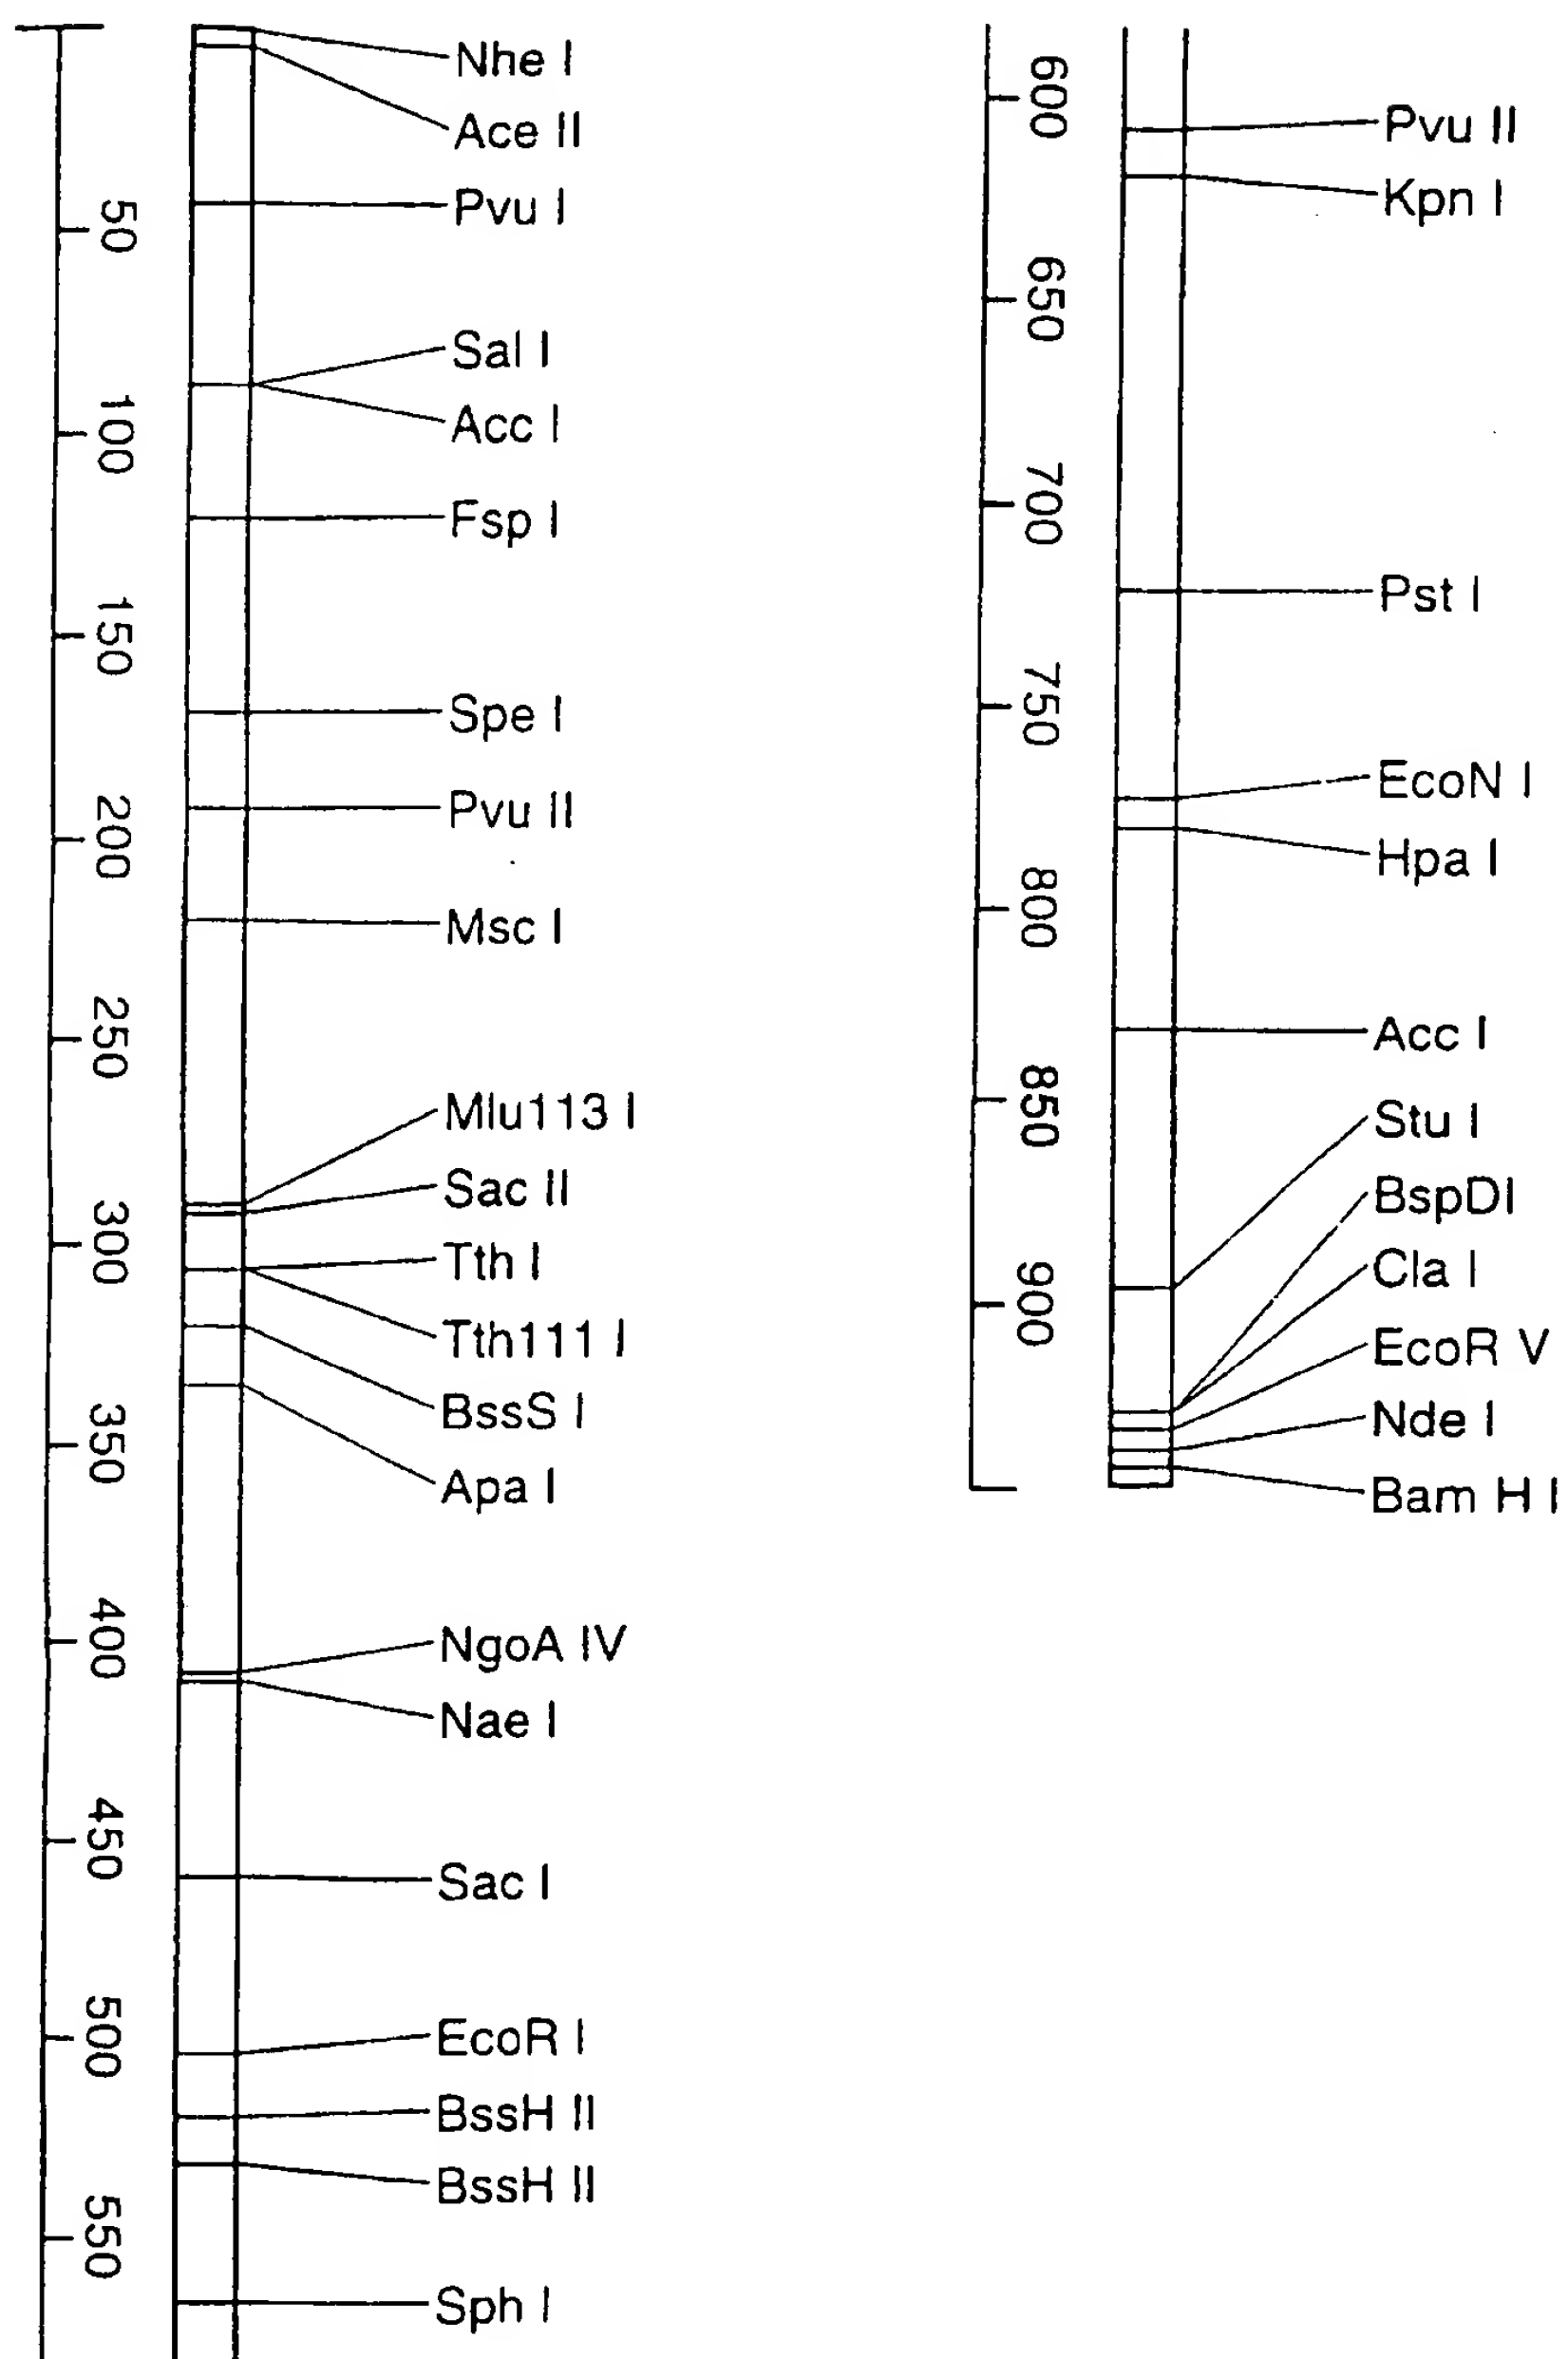 Nhe I
Ace II
Pvu I
50
Sal I
100
Acc I
Fsp I
150
Spe I
Pvu II
200
Msc I
250
Mlu113 I
Sac II
300
Tth I
Tth111 I
BssS I
350
Apa I
400
NgoA IV
Nae I
450
Sac I
500
EcoR I
BssH II
BssH II
550
Sph I
600
Pvu II
Kpn I
650
700
Pst I
750
EcoN I
Hpa I
800
Acc I
850
Stu I
BspDI
Cla I
900
EcoR V
Nde I
Bam H I